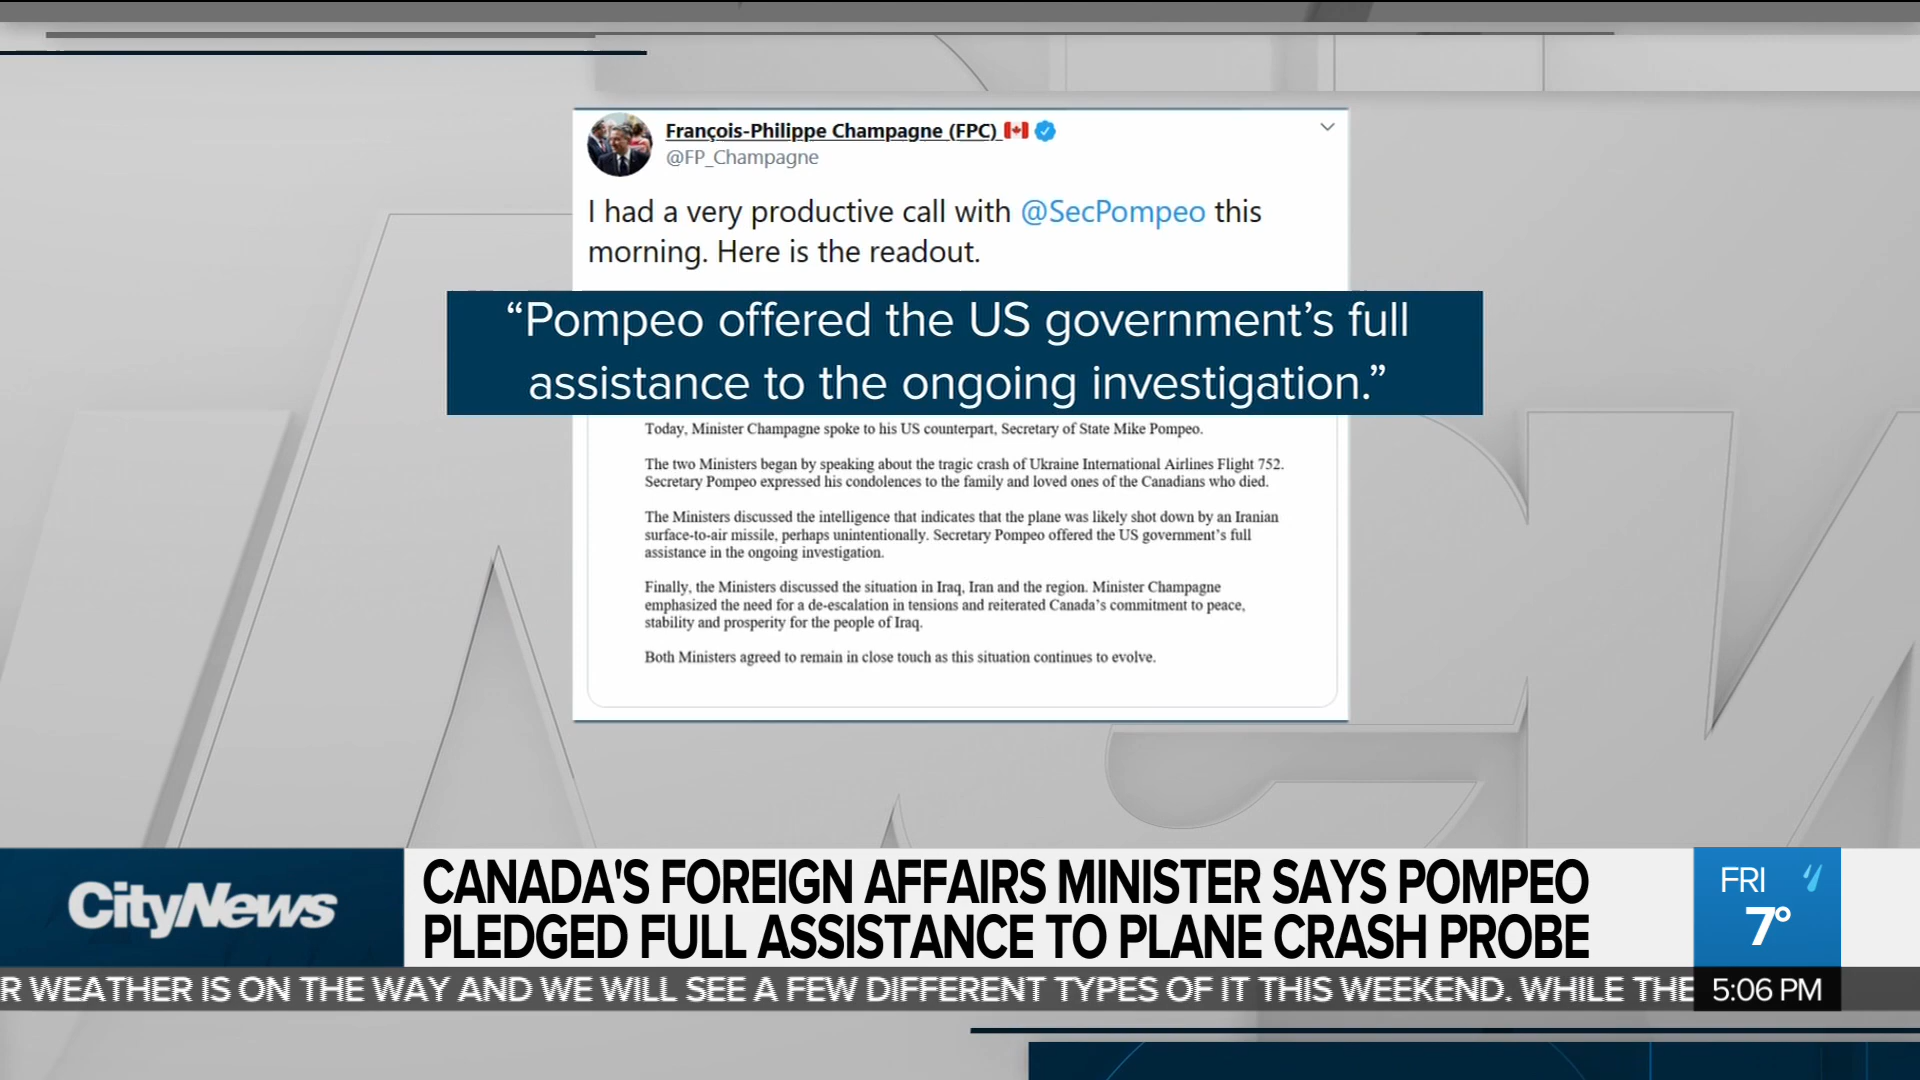 François-Philippe Champagne (FPC)
@FP_Champagne
I had a very productive call with @SecPompeo this
morning. Here is the readout.
“Pompeo offered the US government’s full
assistance to the ongoing investigation.”
Today, Minister Champagne spoke to his US counterpart, Secretary of State Mike Pompeo.
The two Ministers began by speaking about the tragic crash of Ukraine International Airlines Flight 752.
Secretary Pompeo expressed his condolences to the family and loved ones of the Canadians who died.
The Ministers discussed the intelligence that indicates that the plane was likely shot down by an Iranian
surface-to-air missile, perhaps unintentionally. Secretary Pompeo offered the US government’s full
assistance in the ongoing investigation.
Finally, the Ministers discussed the situation in Iraq, Iran and the region. Minister Champagne
emphasized the need for a de-escalation in tensions and reiterated Canada’s commitment to peace,
stability and prosperity for the people of Iraq.
Both Ministers agreed to remain in close touch as this situation continues to evolve.
CityNews
CANADA'S FOREIGN AFFAIRS MINISTER SAYS POMPEO
PLEDGED FULL ASSISTANCE TO PLANE CRASH PROBE
FRI
7°
R WEATHER IS ON THE WAY AND WE WILL SEE A FEW DIFFERENT TYPES OF IT THIS WEEKEND. WHILE THE
5:06 PM